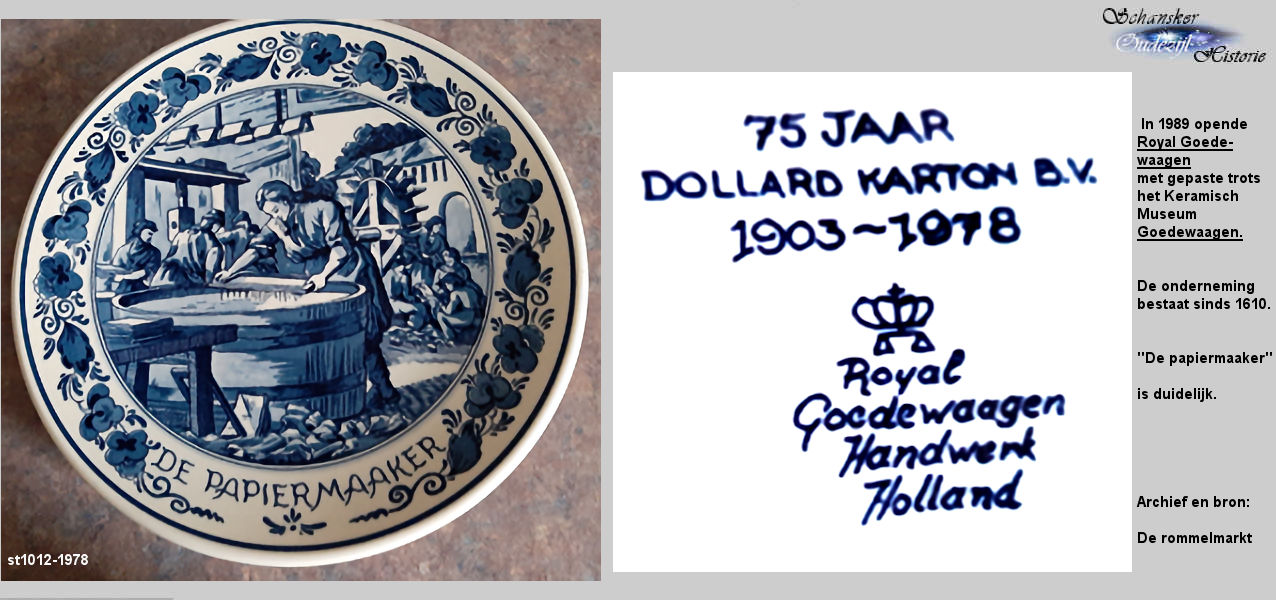 "DE PAPIERMAAKER
st1012-1978
75 JAAR
DOLLARD KARTON B.V.
1903~1978
Royal
Goedewaagen
Handwerk
Holland
Schansker
Oudezijl
Historie
In 1989 opende
Royal Goede-
waagen
met gepaste trots
het Keramisch
Museum
Goedewaagen.
De onderneming
bestaat sinds 1610.
"De papiermaaker"
is duidelijk.
Archief en bron:
De rommelmarkt